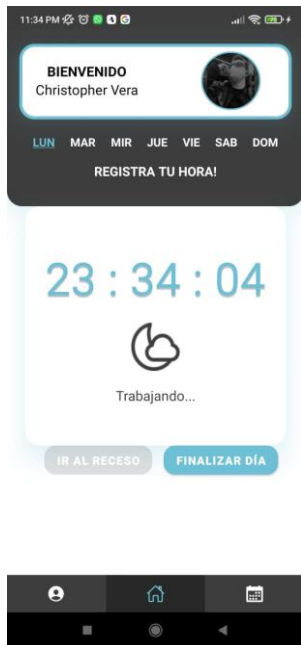 11:34 PM
BIENVENIDO
Christopher Vera
LUN MAR MIR JUE VIE SAB DOM
REGISTRA TU HORA!
23 : 34 : 04
Trabajando...
IR AL RECESO FINALIZAR DÍA